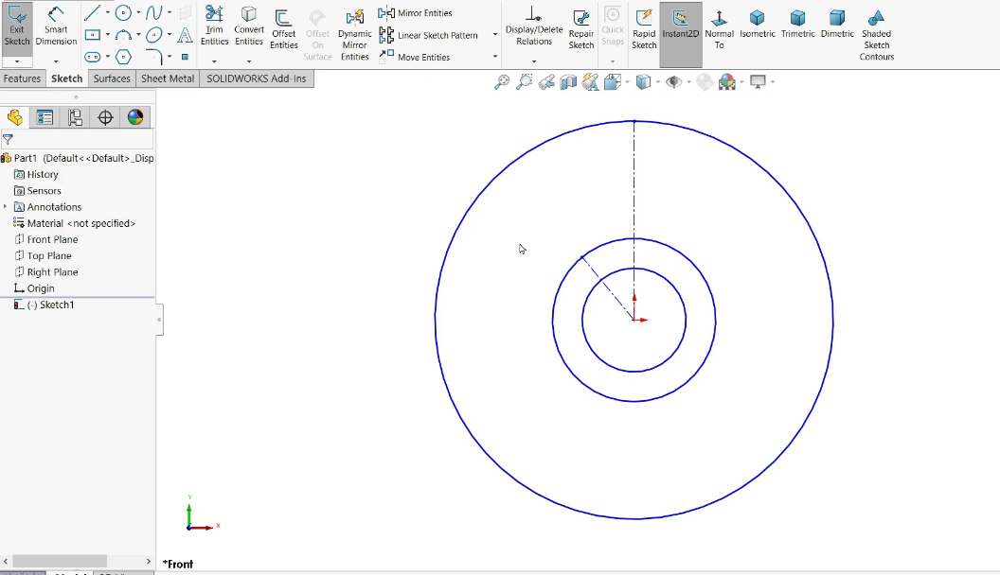 Exit Sketch
Smart Dimension
Trim Entities
Convert Entities
Offset Entities
Offset On Surface
Dynamic Mirror Entities
Mirror Entities
Linear Sketch Pattern
Move Entities
Display/Delete Relations
Repair Sketch
Quick Snaps
Rapid Sketch
Instant2D
Normal To
Isometric
Trimetric
Dimetric
Shaded Sketch Contours
Features
Sketch
Surfaces
Sheet Metal
SOLIDWORKS Add-Ins
Part1 (Default<<Default>_Disp
History
Sensors
Annotations
Material <not specified>
Front Plane
Top Plane
Right Plane
Origin
(-) Sketch1
Y
X
*Front